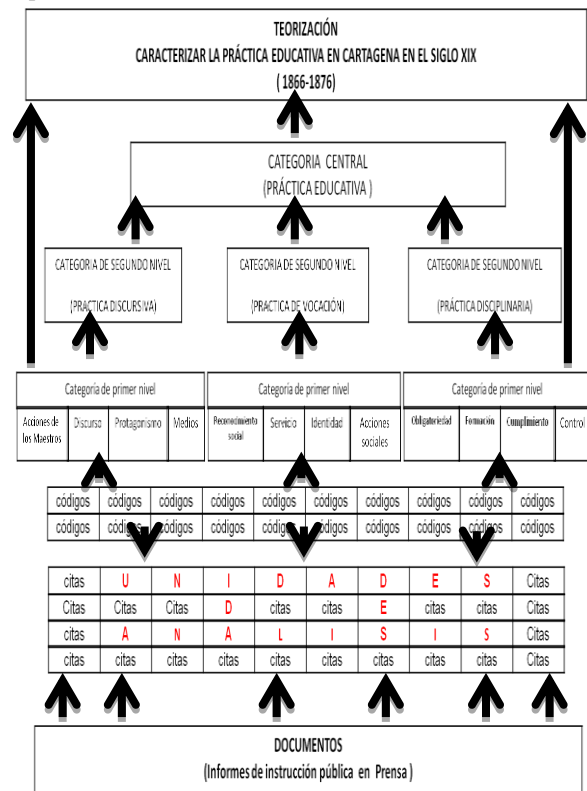 TEORIZACIÓN
CARACTERIZAR LA PRÁCTICA EDUCATIVA EN CARTAGENA EN EL SIGLO XIX
( 1866-1876)
CATEGORIA CENTRAL
(PRÁCTICA EDUCATIVA )
CATEGORIA DE SEGUNDO NIVEL
(PRACTICA DISCURSIVA)
CATEGORIA DE SEGUNDO NIVEL
(PRACTICA DE VOCACIÓN)
CATEGORIA DE SEGUNDO NIVEL
(PRÁCTICA DISCIPLINARIA)
Categoría de primer nivel
Acciones de los Maestros Discurso Protagonismo Medios
Categoría de primer nivel
Reconocimiento social Servicio Identidad Acciones sociales
Categoría de primer nivel
Obligatoriedad Formación Cumplimiento Control
códigos códigos códigos códigos códigos códigos códigos códigos códigos
códigos códigos códigos códigos códigos códigos códigos códigos códigos
citas U N I D A D E S Citas
Citas Citas Citas D citas citas E citas citas Citas
citas A N A L I S I S Citas
citas citas citas citas citas citas citas citas Citas
DOCUMENTOS
(Informes de instrucción pública en Prensa )